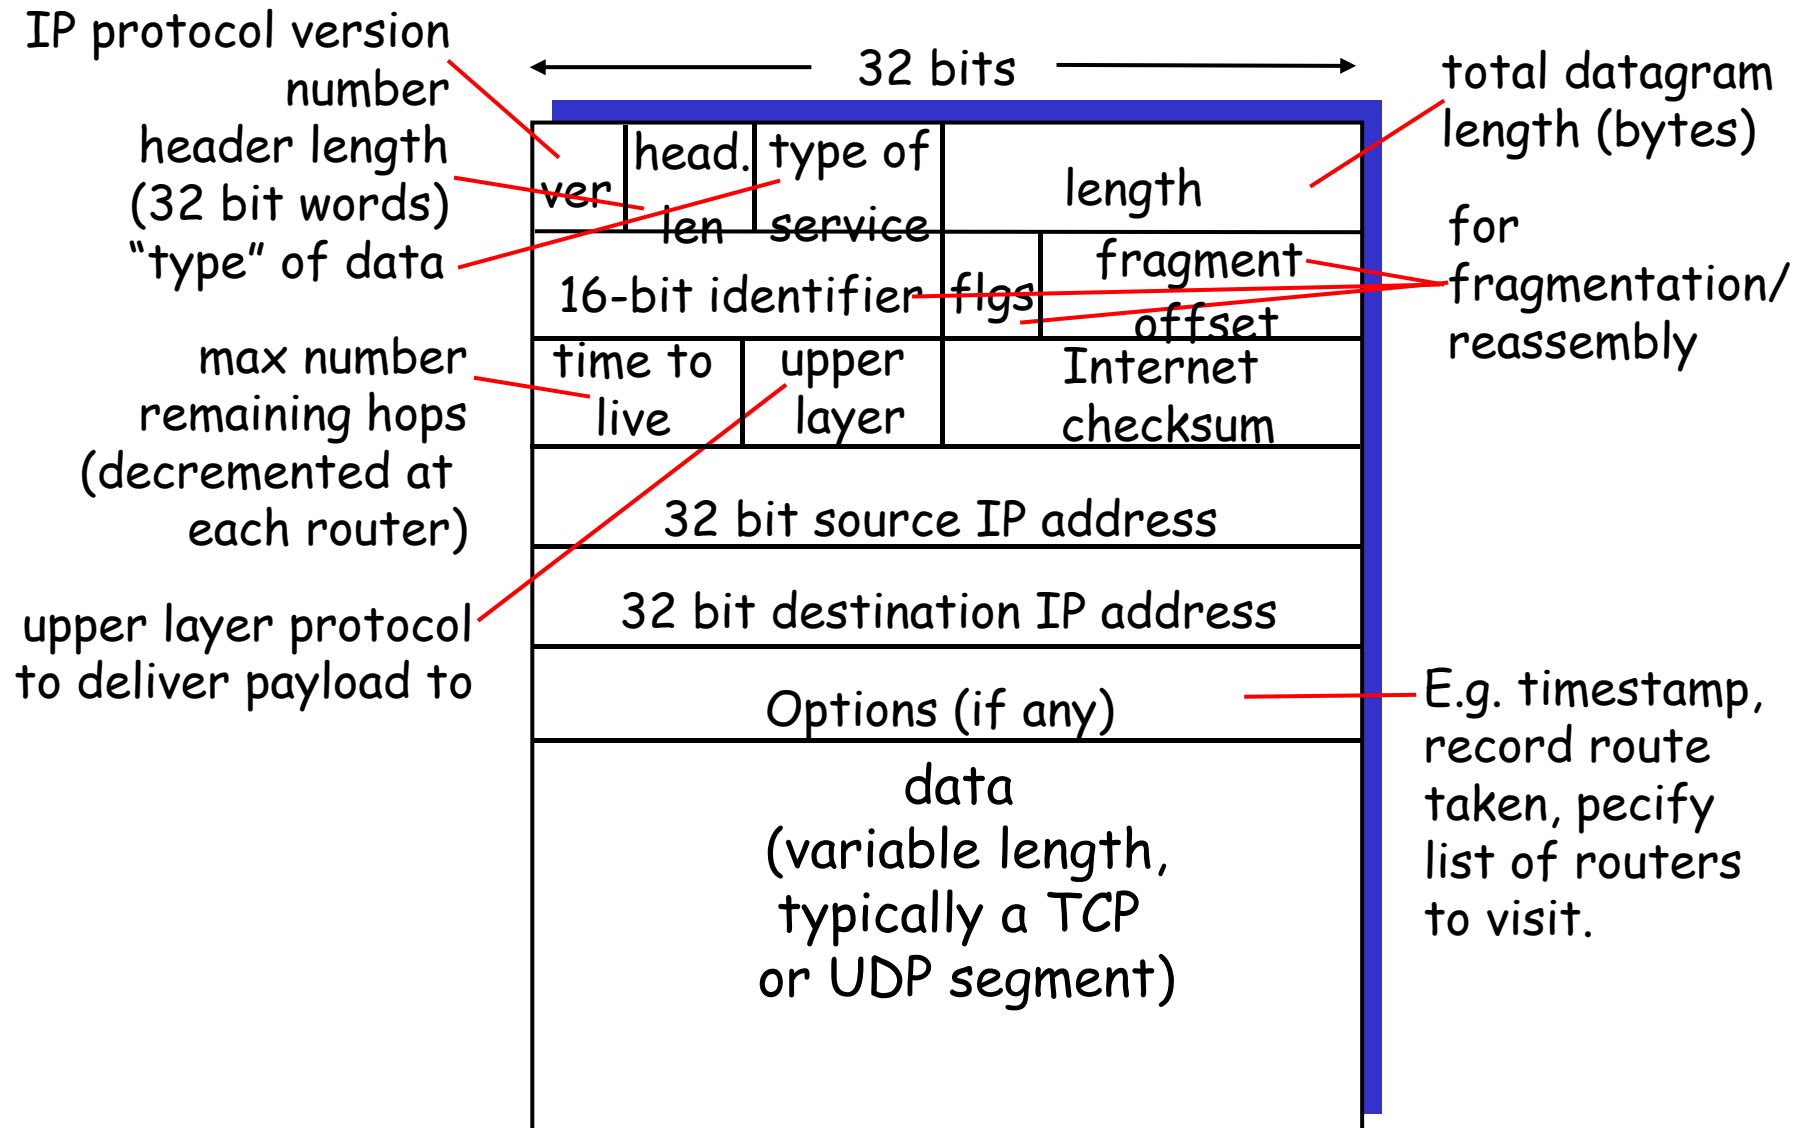 IP protocol version
number
header length
(32 bit words)
“type” of data
max number
remaining hops
(decremented at
each router)
upper layer protocol
to deliver payload to
32 bits
ver
head.
len
type of
service
length
16-bit identifier
flgs
fragment
offset
time to
live
upper
layer
Internet
checksum
32 bit source IP address
32 bit destination IP address
Options (if any)
data
(variable length,
typically a TCP
or UDP segment)
total datagram
length (bytes)
for
fragmentation/
reassembly
E.g. timestamp,
record route
taken, pecify
list of routers
to visit.